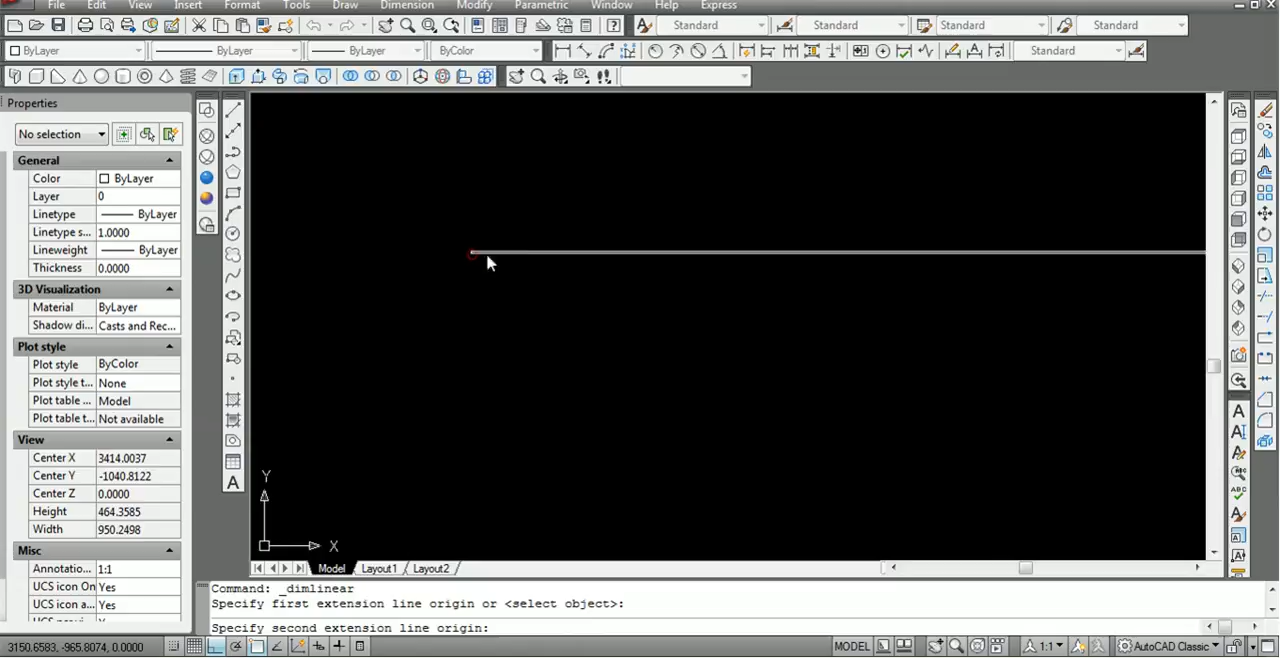 File Edit View Insert Format Tools Draw Dimension Modify Parametric Window Help Express
Standard Standard Standard Standard
ByLayer ByLayer ByLayer ByColor Standard
Properties
No selection
General
Color ByLayer
Layer 0
Linetype ByLayer
Linetype s... 1.0000
Lineweight ByLayer
Thickness 0.0000
3D Visualization
Material ByLayer
Shadow di... Casts and Rec...
Plot style
Plot style ByColor
Plot style t... None
Plot table ... Model
Plot table t... Not available
View
Center X 3414.0037
Center Y -1040.8122
Center Z 0.0000
Height 464.3585
Width 950.2498
Misc
Annotatio... 1:1
UCS icon On Yes
UCS icon a... Yes
Y
X
Model Layout1 Layout2
Command: _dimlinear
Specify first extension line origin or <select object>:
Specify second extension line origin:
3150.6583, -965.8074, 0.0000 MODEL 1:1 AutoCAD Classic